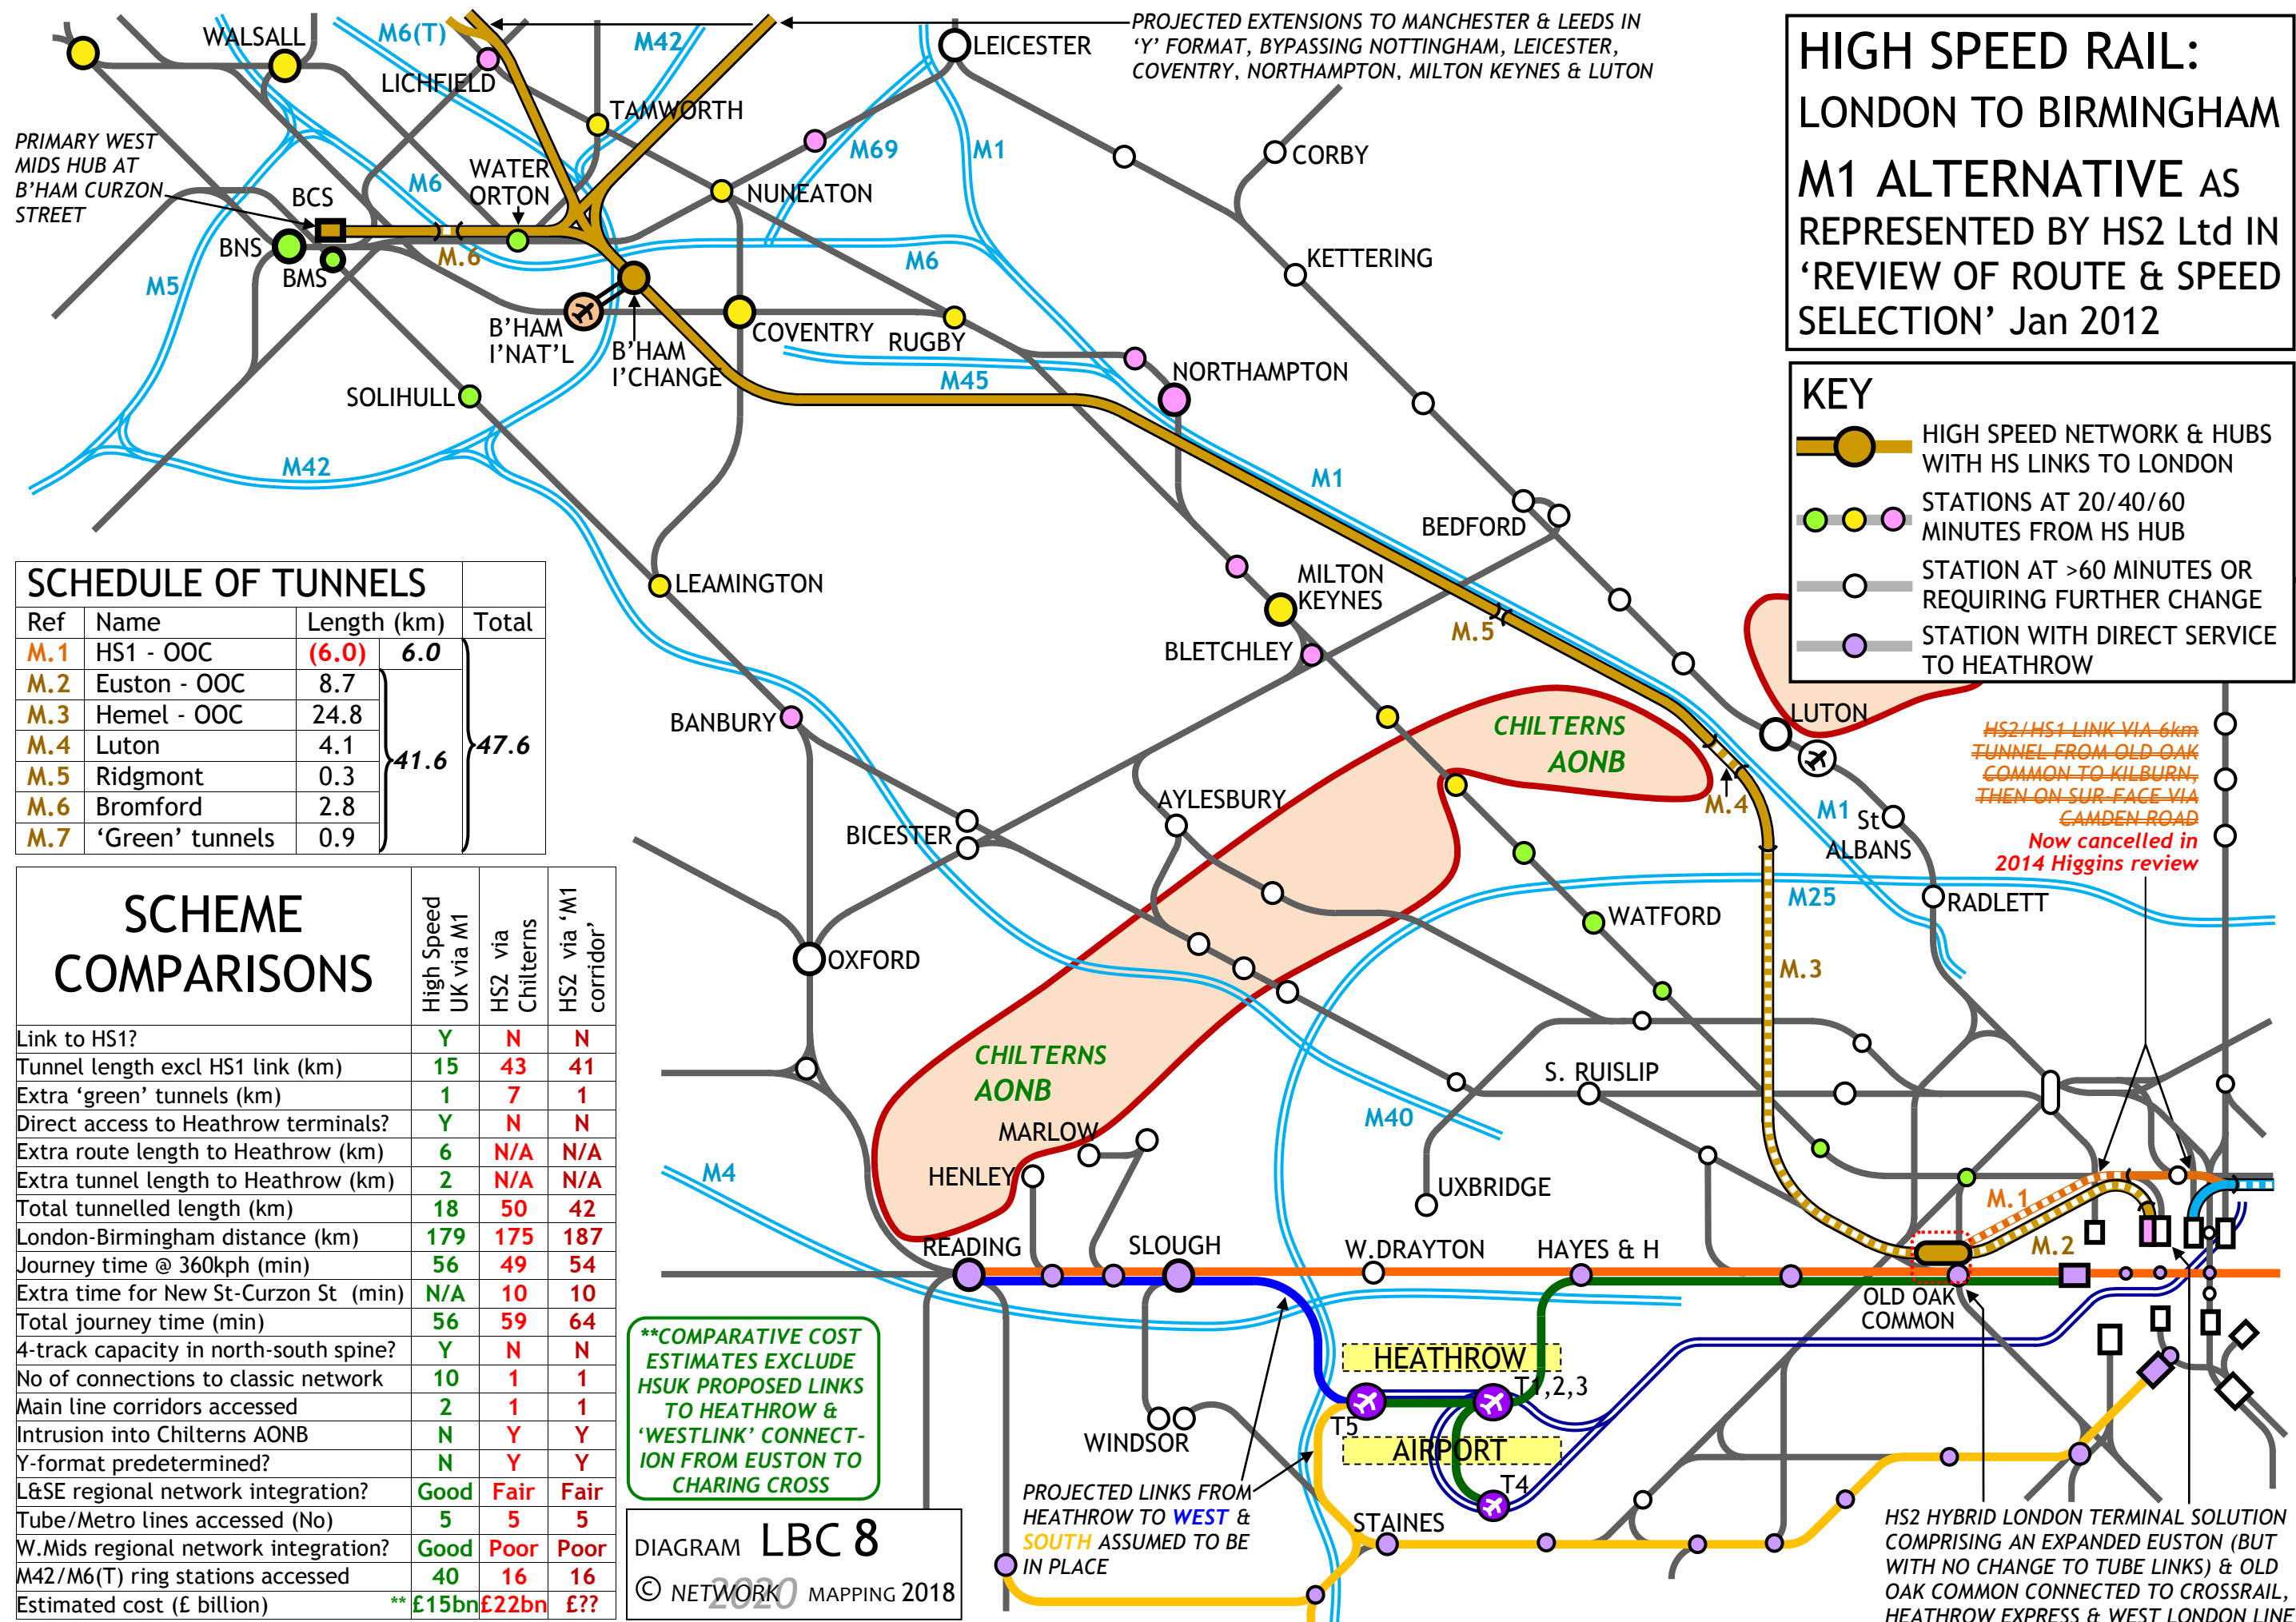 PROJECTED EXTENSIONS TO MANCHESTER & LEEDS IN
‘Y’ FORMAT, BYPASSING NOTTINGHAM, LEICESTER,
COVENTRY, NORTHAMPTON, MILTON KEYNES & LUTON
HIGH SPEED RAIL:
LONDON TO BIRMINGHAM
M1 ALTERNATIVE AS
REPRESENTED BY HS2 Ltd IN
‘REVIEW OF ROUTE & SPEED
SELECTION’ Jan 2012
KEY
HIGH SPEED NETWORK & HUBS
WITH HS LINKS TO LONDON
STATIONS AT 20/40/60
MINUTES FROM HS HUB
STATION AT >60 MINUTES OR
REQUIRING FURTHER CHANGE
STATION WITH DIRECT SERVICE
TO HEATHROW
WALSALL
M6(T)
M42
LEICESTER
LICHFIELD
TAMWORTH
PRIMARY WEST
MIDS HUB AT
B’HAM CURZON
STREET
WATER
ORTON
M6
M69
M1
CORBY
BCS
NUNEATON
BNS
BMS
M.6
M5
M6
KETTERING
B’HAM
I’NAT’L
B’HAM
I’CHANGE
COVENTRY
RUGBY
M45
NORTHAMPTON
SOLIHULL
M42
M1
BEDFORD
LEAMINGTON
MILTON
KEYNES
M.5
BLETCHLEY
BANBURY
LUTON
CHILTERNS
AONB
M.4
M1
St
ALBANS
HS2/HS1 LINK VIA 6km
TUNNEL FROM OLD OAK
COMMON TO KILBURN,
THEN ON SUR-FACE VIA
CAMDEN ROAD
Now cancelled in
2014 Higgins review
AYLESBURY
BICESTER
M25
RADLETT
WATFORD
OXFORD
M.3
CHILTERNS
AONB
S. RUISLIP
M40
MARLOW
M4
HENLEY
UXBRIDGE
M.1
M.2
READING
SLOUGH
W.DRAYTON
HAYES & H
OLD OAK
COMMON
HEATHROW
T1,2,3
T5
AIRPORT
T4
WINDSOR
STAINES
PROJECTED LINKS FROM
HEATHROW TO WEST &
SOUTH ASSUMED TO BE
IN PLACE
HS2 HYBRID LONDON TERMINAL SOLUTION
COMPRISING AN EXPANDED EUSTON (BUT
WITH NO CHANGE TO TUBE LINKS) & OLD
OAK COMMON CONNECTED TO CROSSRAIL,
HEATHROW EXPRESS & WEST LONDON LINE
SCHEDULE OF TUNNELS
Ref Name Length (km) Total
M.1 HS1 - OOC (6.0) 6.0
M.2 Euston - OOC 8.7
M.3 Hemel - OOC 24.8
M.4 Luton 4.1
41.6 47.6
M.5 Ridgmont 0.3
M.6 Bromford 2.8
M.7 ‘Green’ tunnels 0.9
SCHEME
COMPARISONS
High Speed
UK via M1
HS2 via
Chilterns
HS2 via ‘M1
corridor’
Link to HS1? Y N N
Tunnel length excl HS1 link (km) 15 43 41
Extra ‘green’ tunnels (km) 1 7 1
Direct access to Heathrow terminals? Y N N
Extra route length to Heathrow (km) 6 N/A N/A
Extra tunnel length to Heathrow (km) 2 N/A N/A
Total tunnelled length (km) 18 50 42
London-Birmingham distance (km) 179 175 187
Journey time @ 360kph (min) 56 49 54
Extra time for New St-Curzon St (min) N/A 10 10
Total journey time (min) 56 59 64
4-track capacity in north-south spine? Y N N
No of connections to classic network 10 1 1
Main line corridors accessed 2 1 1
Intrusion into Chilterns AONB N Y Y
Y-format predetermined? N Y Y
L&SE regional network integration? Good Fair Fair
Tube/Metro lines accessed (No) 5 5 5
W.Mids regional network integration? Good Poor Poor
M42/M6(T) ring stations accessed 40 16 16
Estimated cost (£ billion) ** £15bn £22bn £??
**COMPARATIVE COST
ESTIMATES EXCLUDE
HSUK PROPOSED LINKS
TO HEATHROW &
‘WESTLINK’ CONNECT-
ION FROM EUSTON TO
CHARING CROSS
DIAGRAM LBC 8
© NETWORK 2020 MAPPING 2018